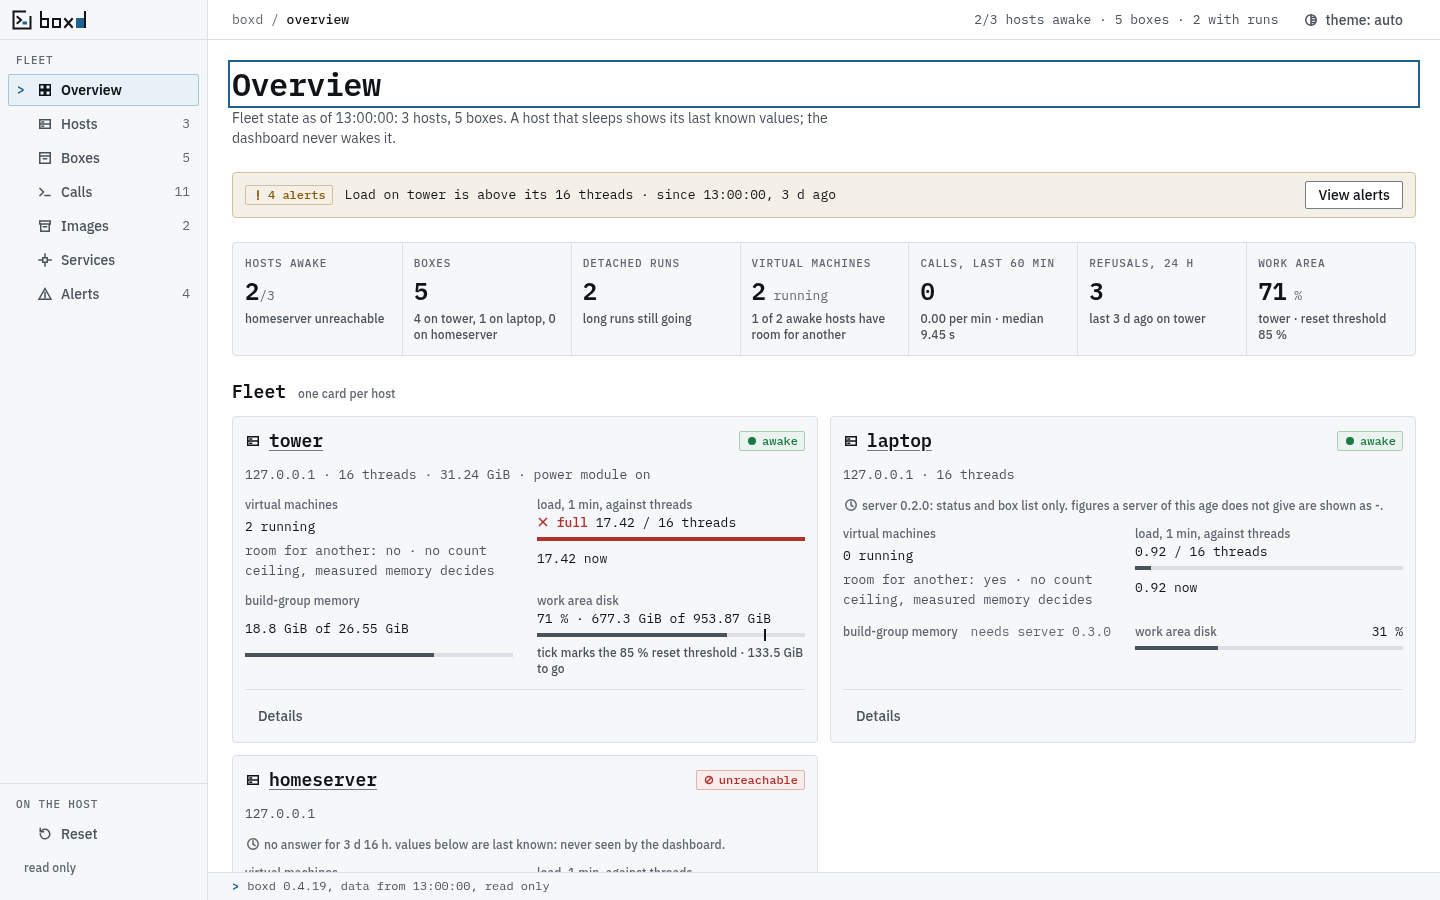 boxd
boxd / overview
2/3 hosts awake · 5 boxes · 2 with runs
theme: auto
FLEET
> Overview
Hosts 3
Boxes 5
Calls 11
Images 2
Services
Alerts 4
ON THE HOST
Reset
read only
Overview
Fleet state as of 13:00:00: 3 hosts, 5 boxes. A host that sleeps shows its last known values; the
dashboard never wakes it.
! 4 alerts Load on tower is above its 16 threads · since 13:00:00, 3 d ago View alerts
HOSTS AWAKE
2/3
homeserver unreachable
BOXES
5
4 on tower, 1 on laptop, 0
on homeserver
DETACHED RUNS
2
long runs still going
VIRTUAL MACHINES
2 running
1 of 2 awake hosts have
room for another
CALLS, LAST 60 MIN
0
0.00 per min · median
9.45 s
REFUSALS, 24 H
3
last 3 d ago on tower
WORK AREA
71 %
tower · reset threshold
85 %
Fleet one card per host
tower awake
127.0.0.1 · 16 threads · 31.24 GiB · power module on
virtual machines
2 running
room for another: no · no count
ceiling, measured memory decides
load, 1 min, against threads
× full 17.42 / 16 threads
17.42 now
build-group memory
18.8 GiB of 26.55 GiB
work area disk
71 % · 677.3 GiB of 953.87 GiB
tick marks the 85 % reset threshold · 133.5 GiB
to go
Details
laptop awake
127.0.0.1 · 16 threads
server 0.2.0: status and box list only. figures a server of this age does not give are shown as -.
virtual machines
0 running
room for another: yes · no count
ceiling, measured memory decides
load, 1 min, against threads
0.92 / 16 threads
0.92 now
build-group memory needs server 0.3.0
work area disk 31 %
Details
homeserver unreachable
127.0.0.1
no answer for 3 d 16 h. values below are last known: never seen by the dashboard.
virtual machines
load, 1 min, against threads
> boxd 0.4.19, data from 13:00:00, read only